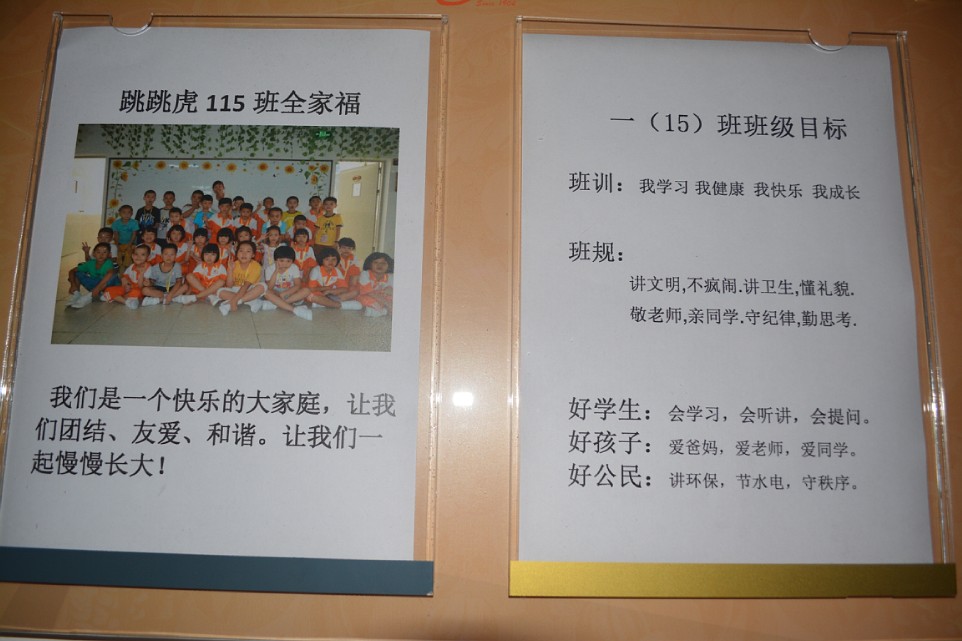 跳跳虎 115 班全家福
我们是一个快乐的大家庭，让我
们团结、友爱、和谐。让我们一
起慢慢长大！
一（15）班班级目标
班训：我学习 我健康 我快乐 我成长
班规：
讲文明,不疯闹.讲卫生,懂礼貌.
敬老师,亲同学.守纪律,勤思考.
好学生：会学习，会听讲，会提问。
好孩子：爱爸妈，爱老师，爱同学。
好公民：讲环保，节水电，守秩序。